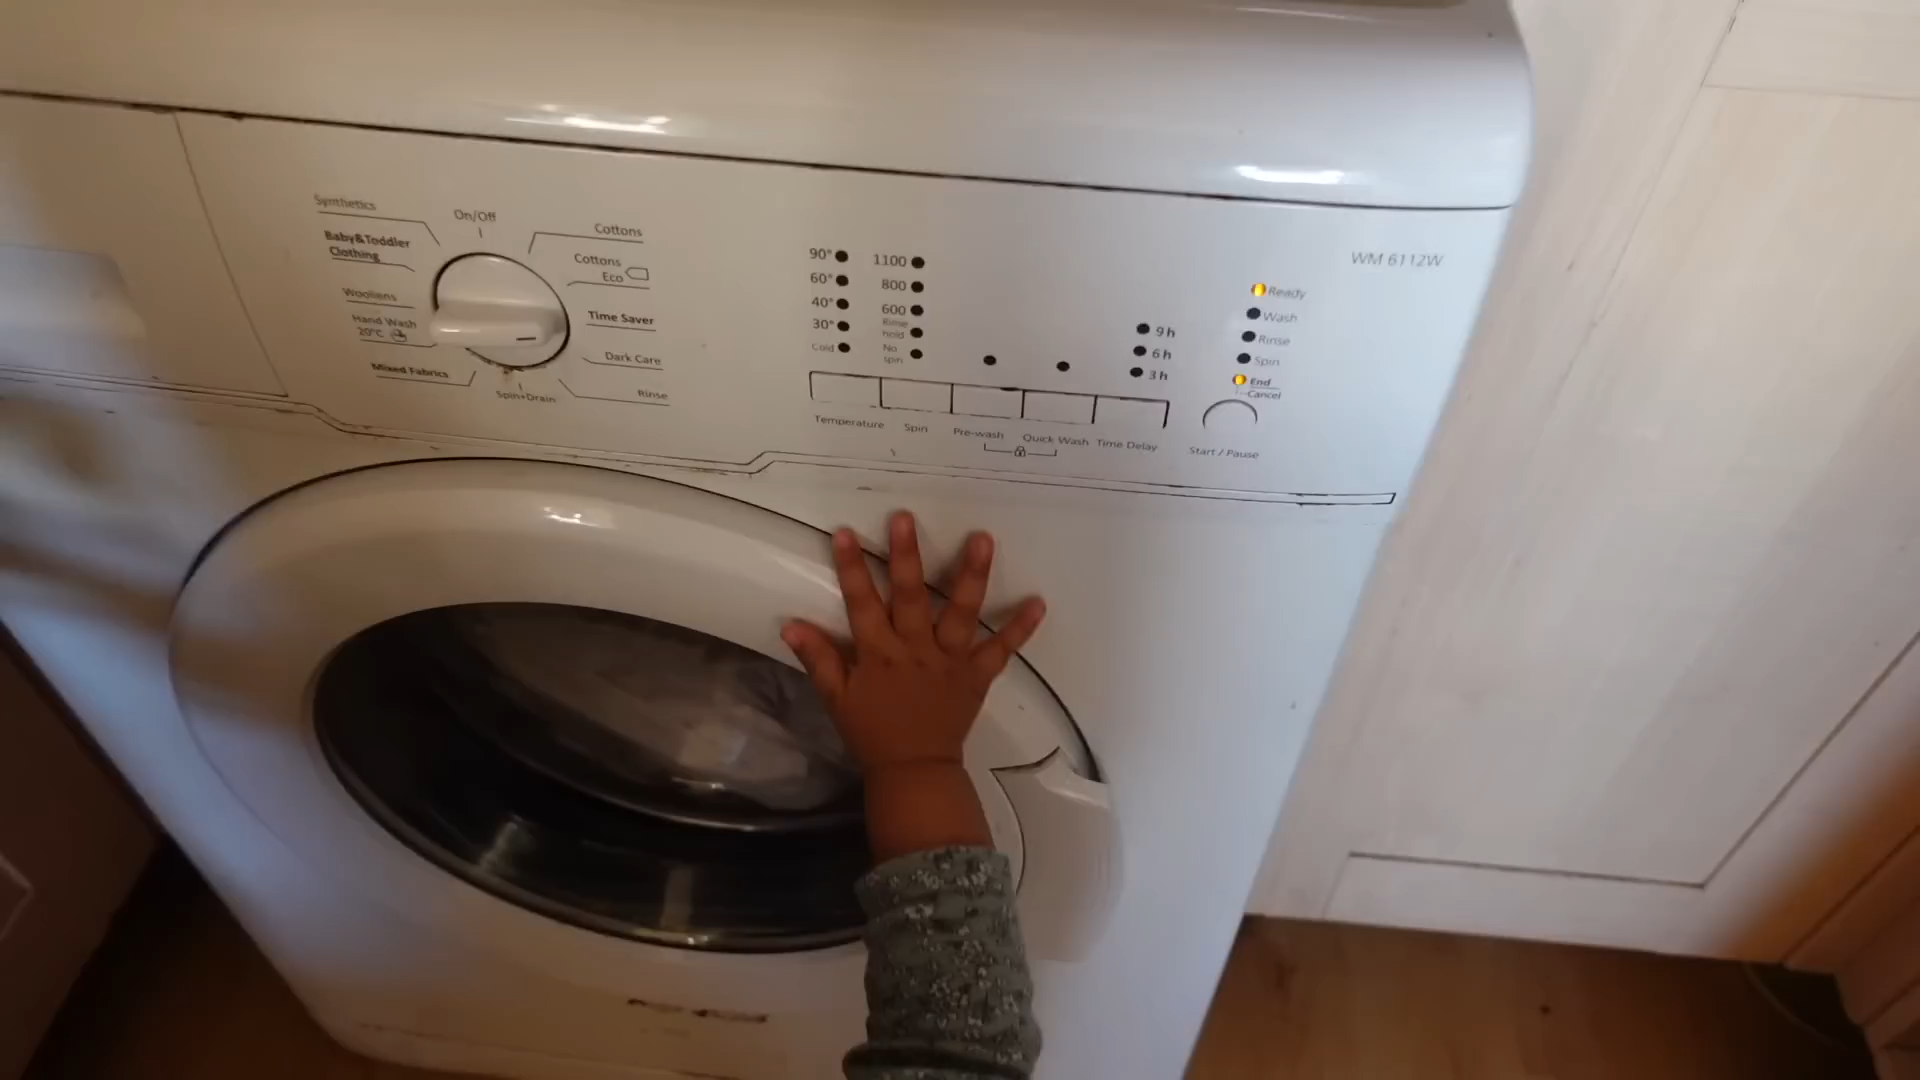 Synthetics
On/Off
Cottons
Baby&Toddler
Clothing
Cottons
Eco
Woollens
Time Saver
Hand Wash
20°C
Dark Care
Mixed Fabrics
Spin+Drain
Rinse
90°
60°
40°
30°
Cold
1100
800
600
Rinse
hold
No
spin
9 h
6 h
3 h
Temperature
Spin
Pre-wash
Quick Wash
Time Delay
WM 6112W
Ready
Wash
Rinse
Spin
End
Cancel
Start / Pause